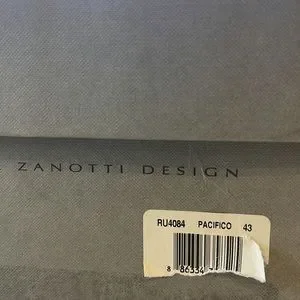 ZANOTTI DESIGN
RU4084 PACIFICO 43
8 86334